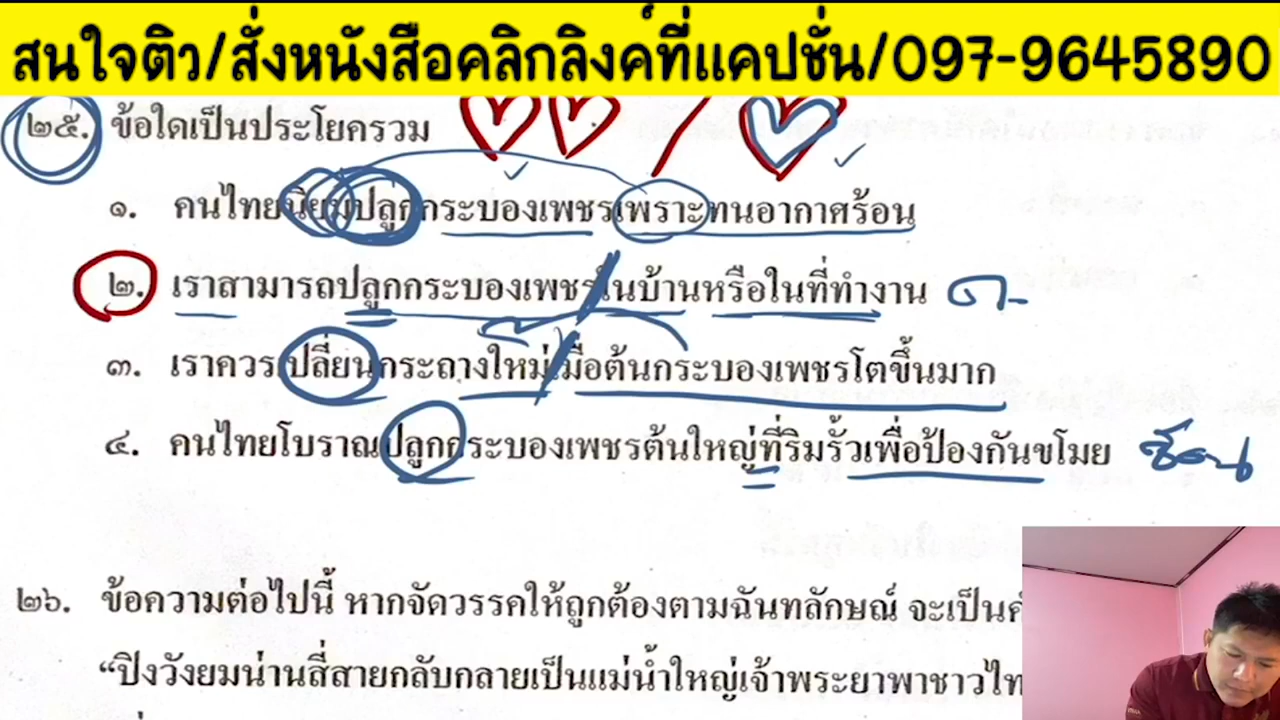 สนใจติว/สั่งหนังสือคลิกลิงค์ที่แคปชั่น/097-9645890
๒๕. ข้อใดเป็นประโยครวม
๑. คนไทยนิยมปลูกกระบองเพชรเพราะทนอากาศร้อน
๒. เราสามารถปลูกกระบองเพชรในบ้านหรือในที่ทำงาน
๓. เราควรเปลี่ยนกระถางใหม่เมื่อต้นกระบองเพชรโตขึ้นมาก
๔. คนไทยโบราณปลูกกระบองเพชรต้นใหญ่ที่ริมรั้วเพื่อป้องกันขโมย ซ้อน
๒๖. ข้อความต่อไปนี้ หากจัดวรรคให้ถูกต้องตามฉันทลักษณ์ จะเป็น
“ปิงวังยมน่านสี่สายกลับกลายเป็นแม่น้ำใหญ่เจ้าพระยาพาชาวไท